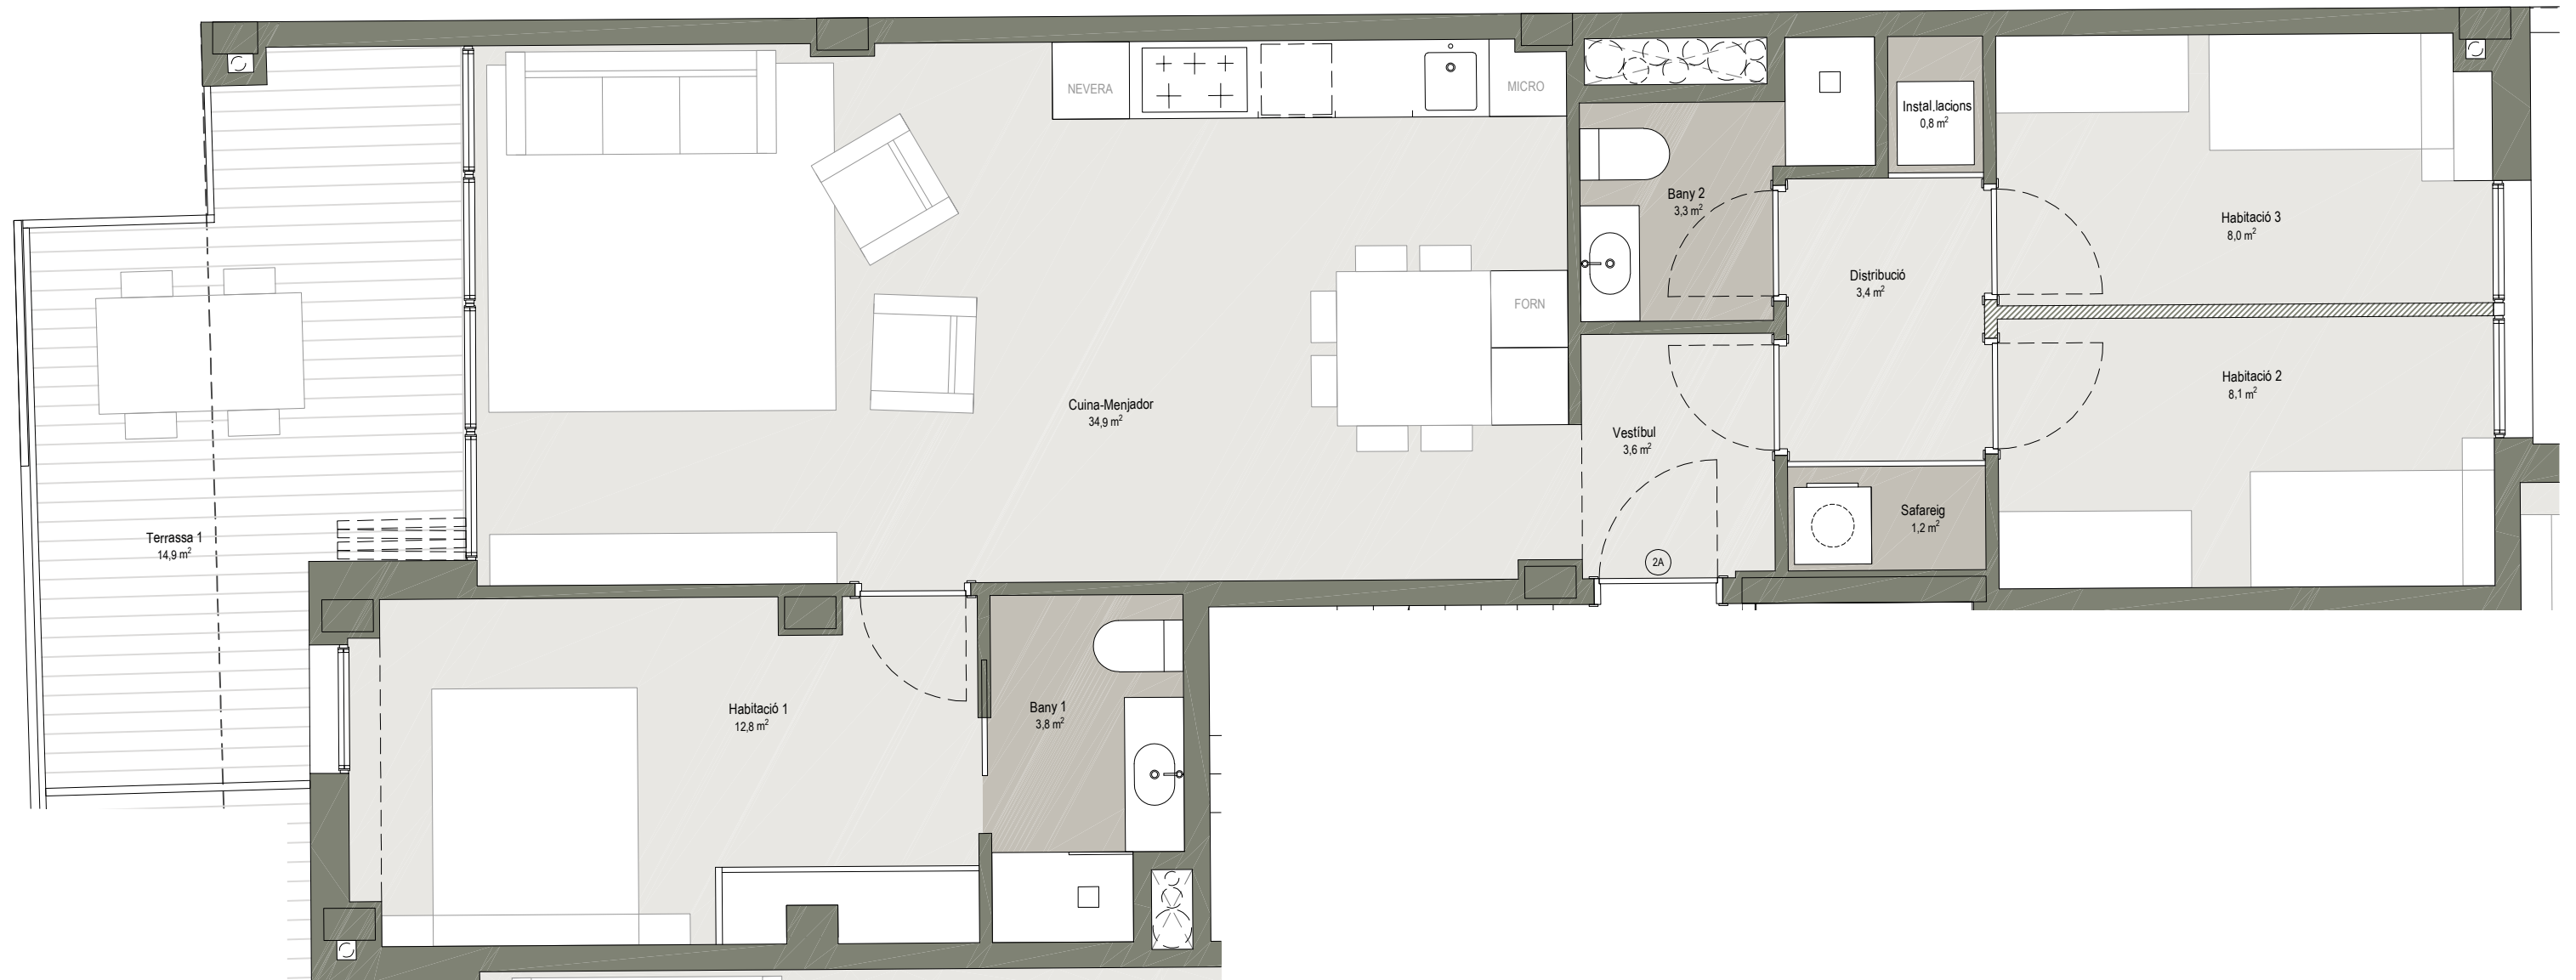 NEVERA
MICRO
Instal.lacions
0,8 m²
Bany 2
3,3 m²
Habitació 3
8,0 m²
Distribució
3,4 m²
FORN
Habitació 2
8,1 m²
Cuina-Menjador
34,9 m²
Vestíbul
3,6 m²
Safareig
1,2 m²
Terrassa 1
14,9 m²
2A
Habitació 1
12,8 m²
Bany 1
3,8 m²